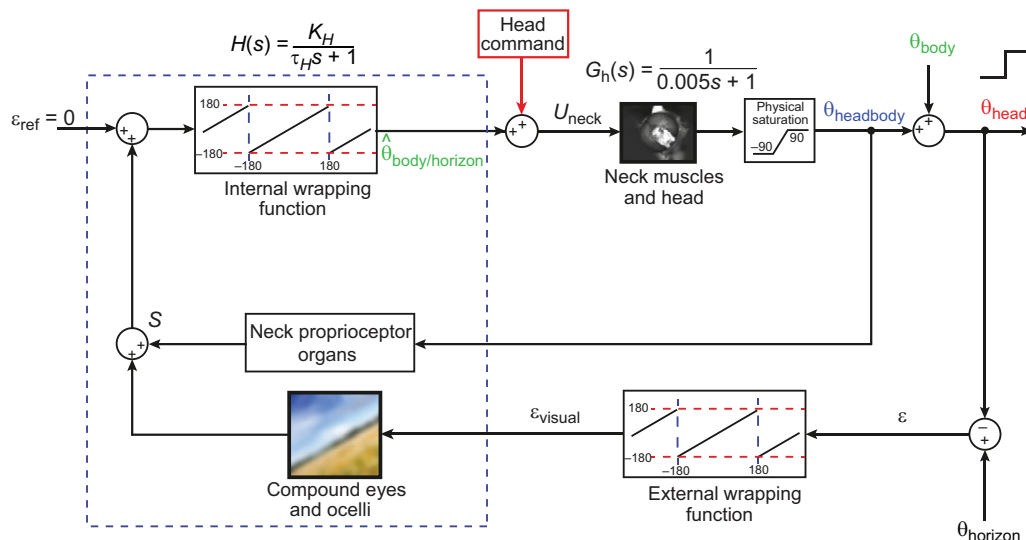 H(s) = K_H / τ_H s + 1
Head
command
G_h(s) = 1 / 0.005s + 1
θ_body
ε_ref = 0
+
+
180
−180
−180
180
θ̂_body/horizon
Internal wrapping
function
+
+
U_neck
Neck muscles
and head
Physical
saturation
−90
90
θ_headbody
+
+
θ_head
S
+
+
Neck proprioceptor
organs
Compound eyes
and ocelli
ε_visual
180
−180
−180
180
External wrapping
function
ε
−
+
θ_horizon